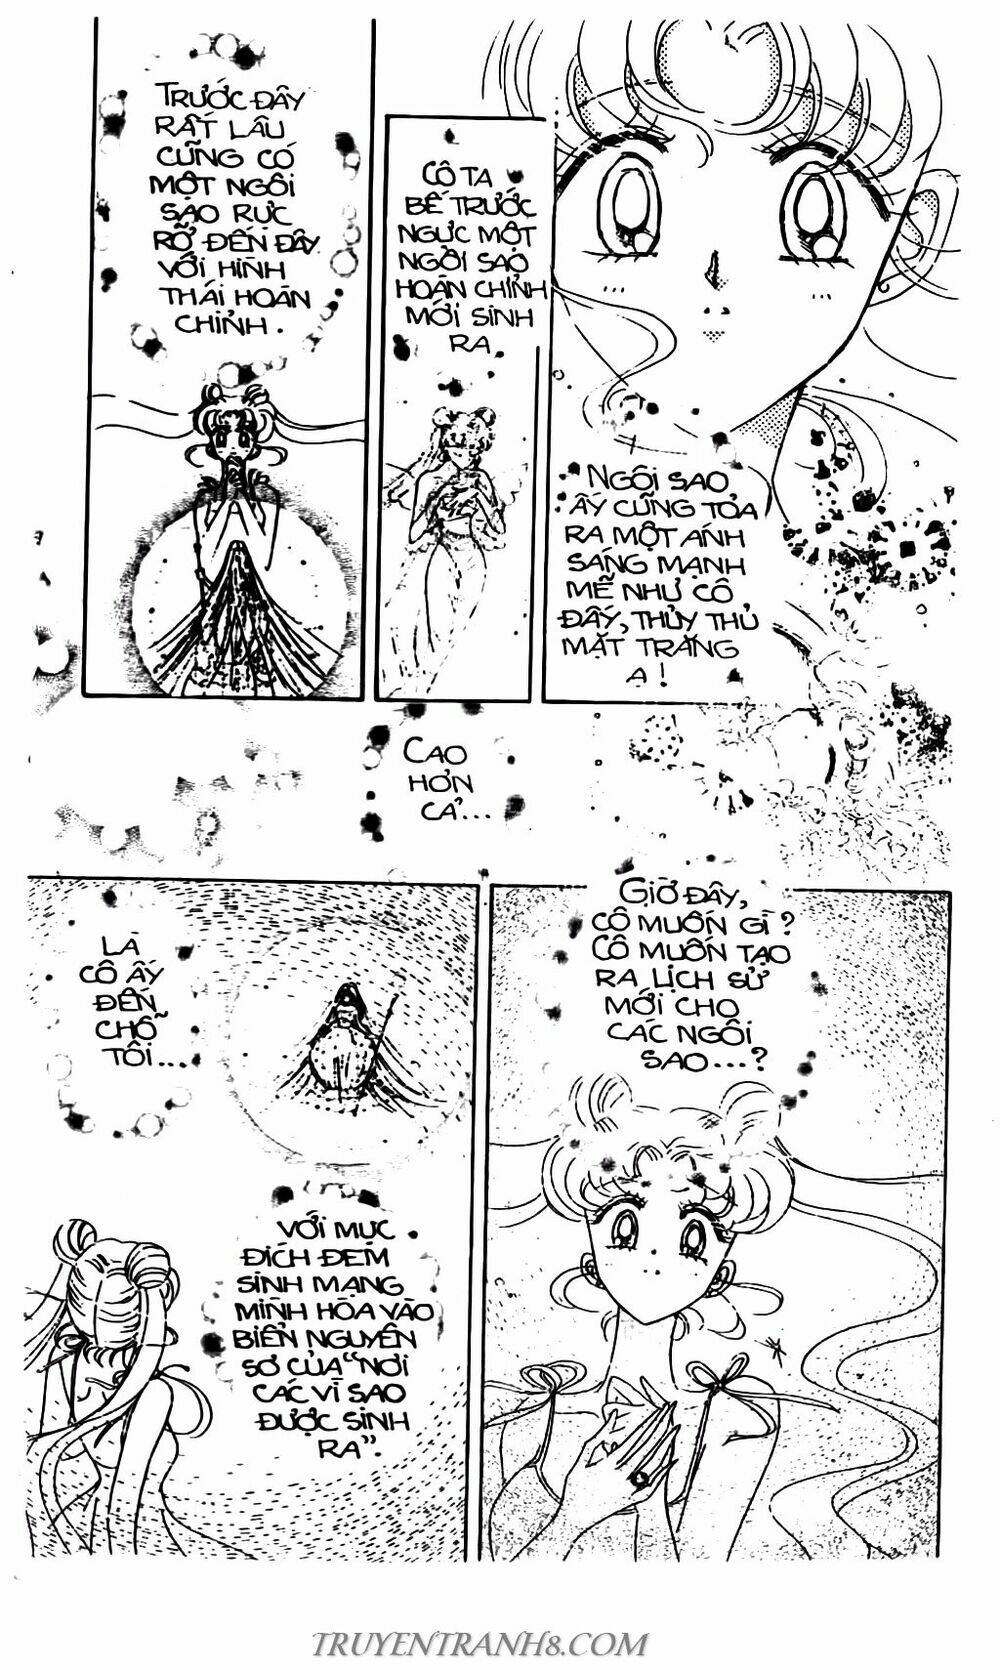 TRƯỚC ĐÂY
RẤT LÂU
CŨNG CÓ
MỘT NGÔI
SAO RỰC
RỠ ĐẾN ĐÂY
VỚI HÌNH
THÁI HOÀN
CHỈNH.
CÔ TA
BẾ TRƯỚC
NGỰC MỘT
NGÔI SAO
HOÀN CHỈNH
MỚI SINH
RA.
NGÔI SAO
ẤY CŨNG TỎA
RA MỘT ÁNH
SÁNG MẠNH
MẼ NHƯ CÔ
ĐẤY, THỦY THỦ
MẶT TRĂNG
Ạ!
CAO
HƠN
CẢ...
LÀ
CÔ ẤY
ĐẾN
CHỖ
TÔI...
VỚI MỤC
ĐÍCH ĐEM
SINH MẠNG
MÌNH HÒA VÀO
BIỂN NGUYÊN
SƠ CỦA "NƠI
CÁC VÌ SAO
ĐƯỢC SINH
RA".
GIỜ ĐÂY,
CÔ MUỐN GÌ?
CÔ MUỐN TẠO
RA LỊCH SỬ
MỚI CHO
CÁC NGÔI
SAO...?
TRUYENTRANH8.COM